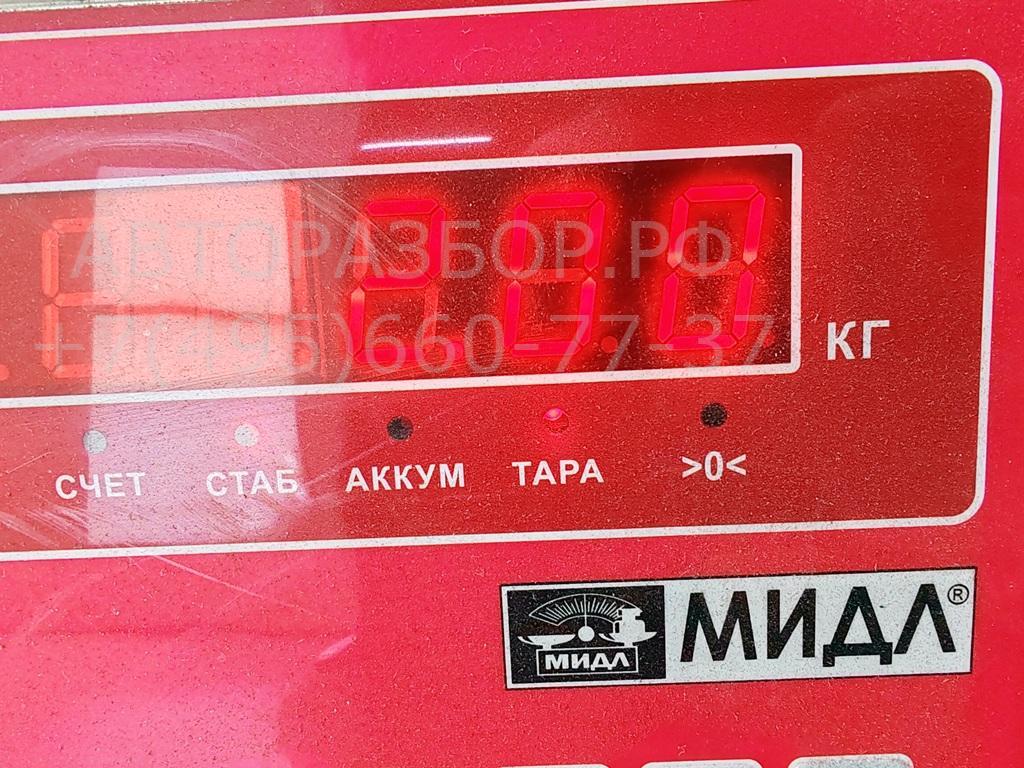 2.00
АВТОРАЗБОР.РФ
+7(495)660-77-37
КГ
СЧЕТ СТАБ АККУМ ТАРА >0<
МИДЛ МИДЛ®